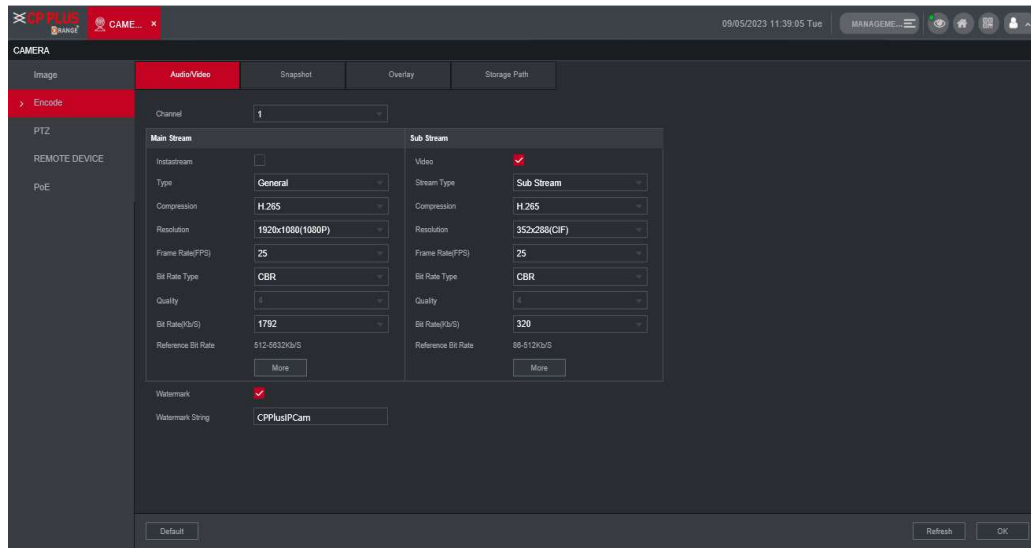 CP PLUS
ORANGE
CAME...
09/05/2023 11:39:05 Tue
MANAGEME...
CAMERA
Image
Encode
PTZ
REMOTE DEVICE
PoE
Audio/Video Snapshot Overlay Storage Path
Channel 1
Main Stream Sub Stream
Instastream Video
Type General Stream Type Sub Stream
Compression H.265 Compression H.265
Resolution 1920x1080(1080P) Resolution 352x288(CIF)
Frame Rate(FPS) 25 Frame Rate(FPS) 25
Bit Rate Type CBR Bit Rate Type CBR
Quality 4 Quality 4
Bit Rate(Kb/S) 1792 Bit Rate(Kb/S) 320
Reference Bit Rate 512-5632Kb/S Reference Bit Rate 86-512Kb/S
More More
Watermark
Watermark String CPPlusIPCam
Default Refresh OK